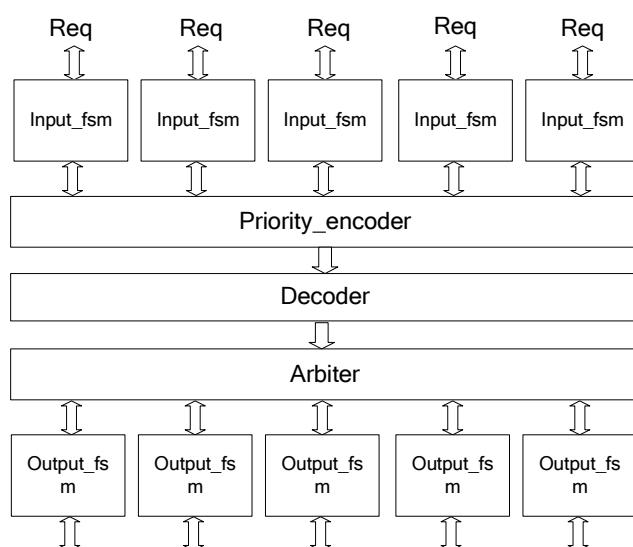 Req Req Req Req Req
Input_fsm Input_fsm Input_fsm Input_fsm Input_fsm
Priority_encoder
Decoder
Arbiter
Output_fs Output_fs Output_fs Output_fs Output_fs
m m m m m